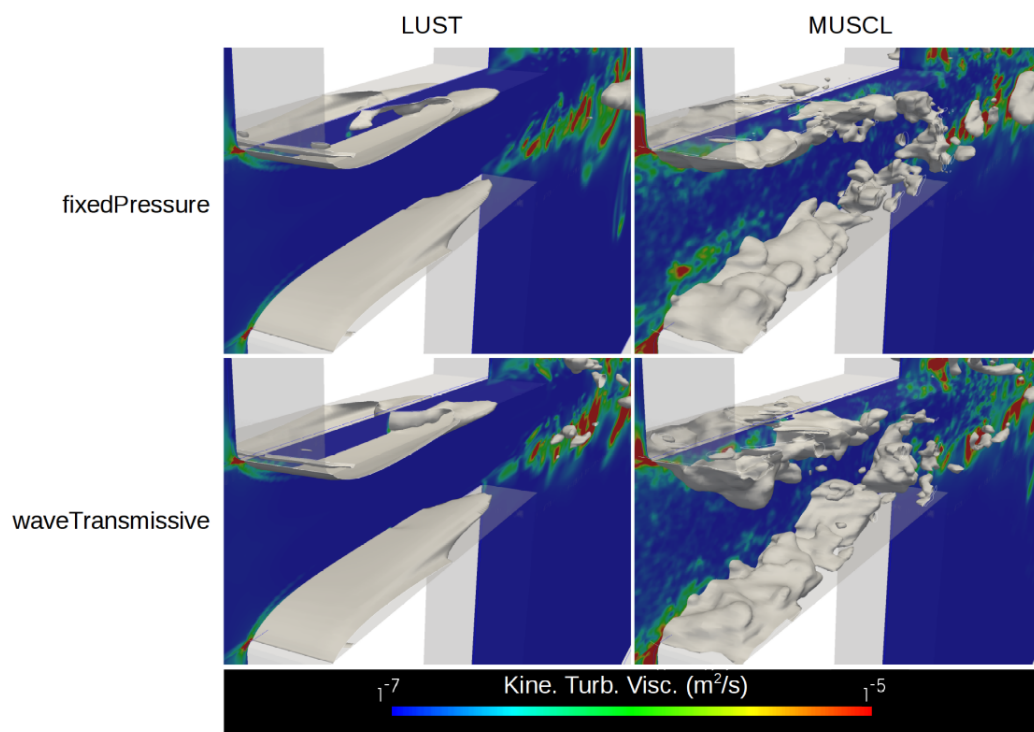 LUST MUSCL
fixedPressure
waveTransmissive
Kine. Turb. Visc. (m²/s)
1⁻⁷ 1⁻⁵